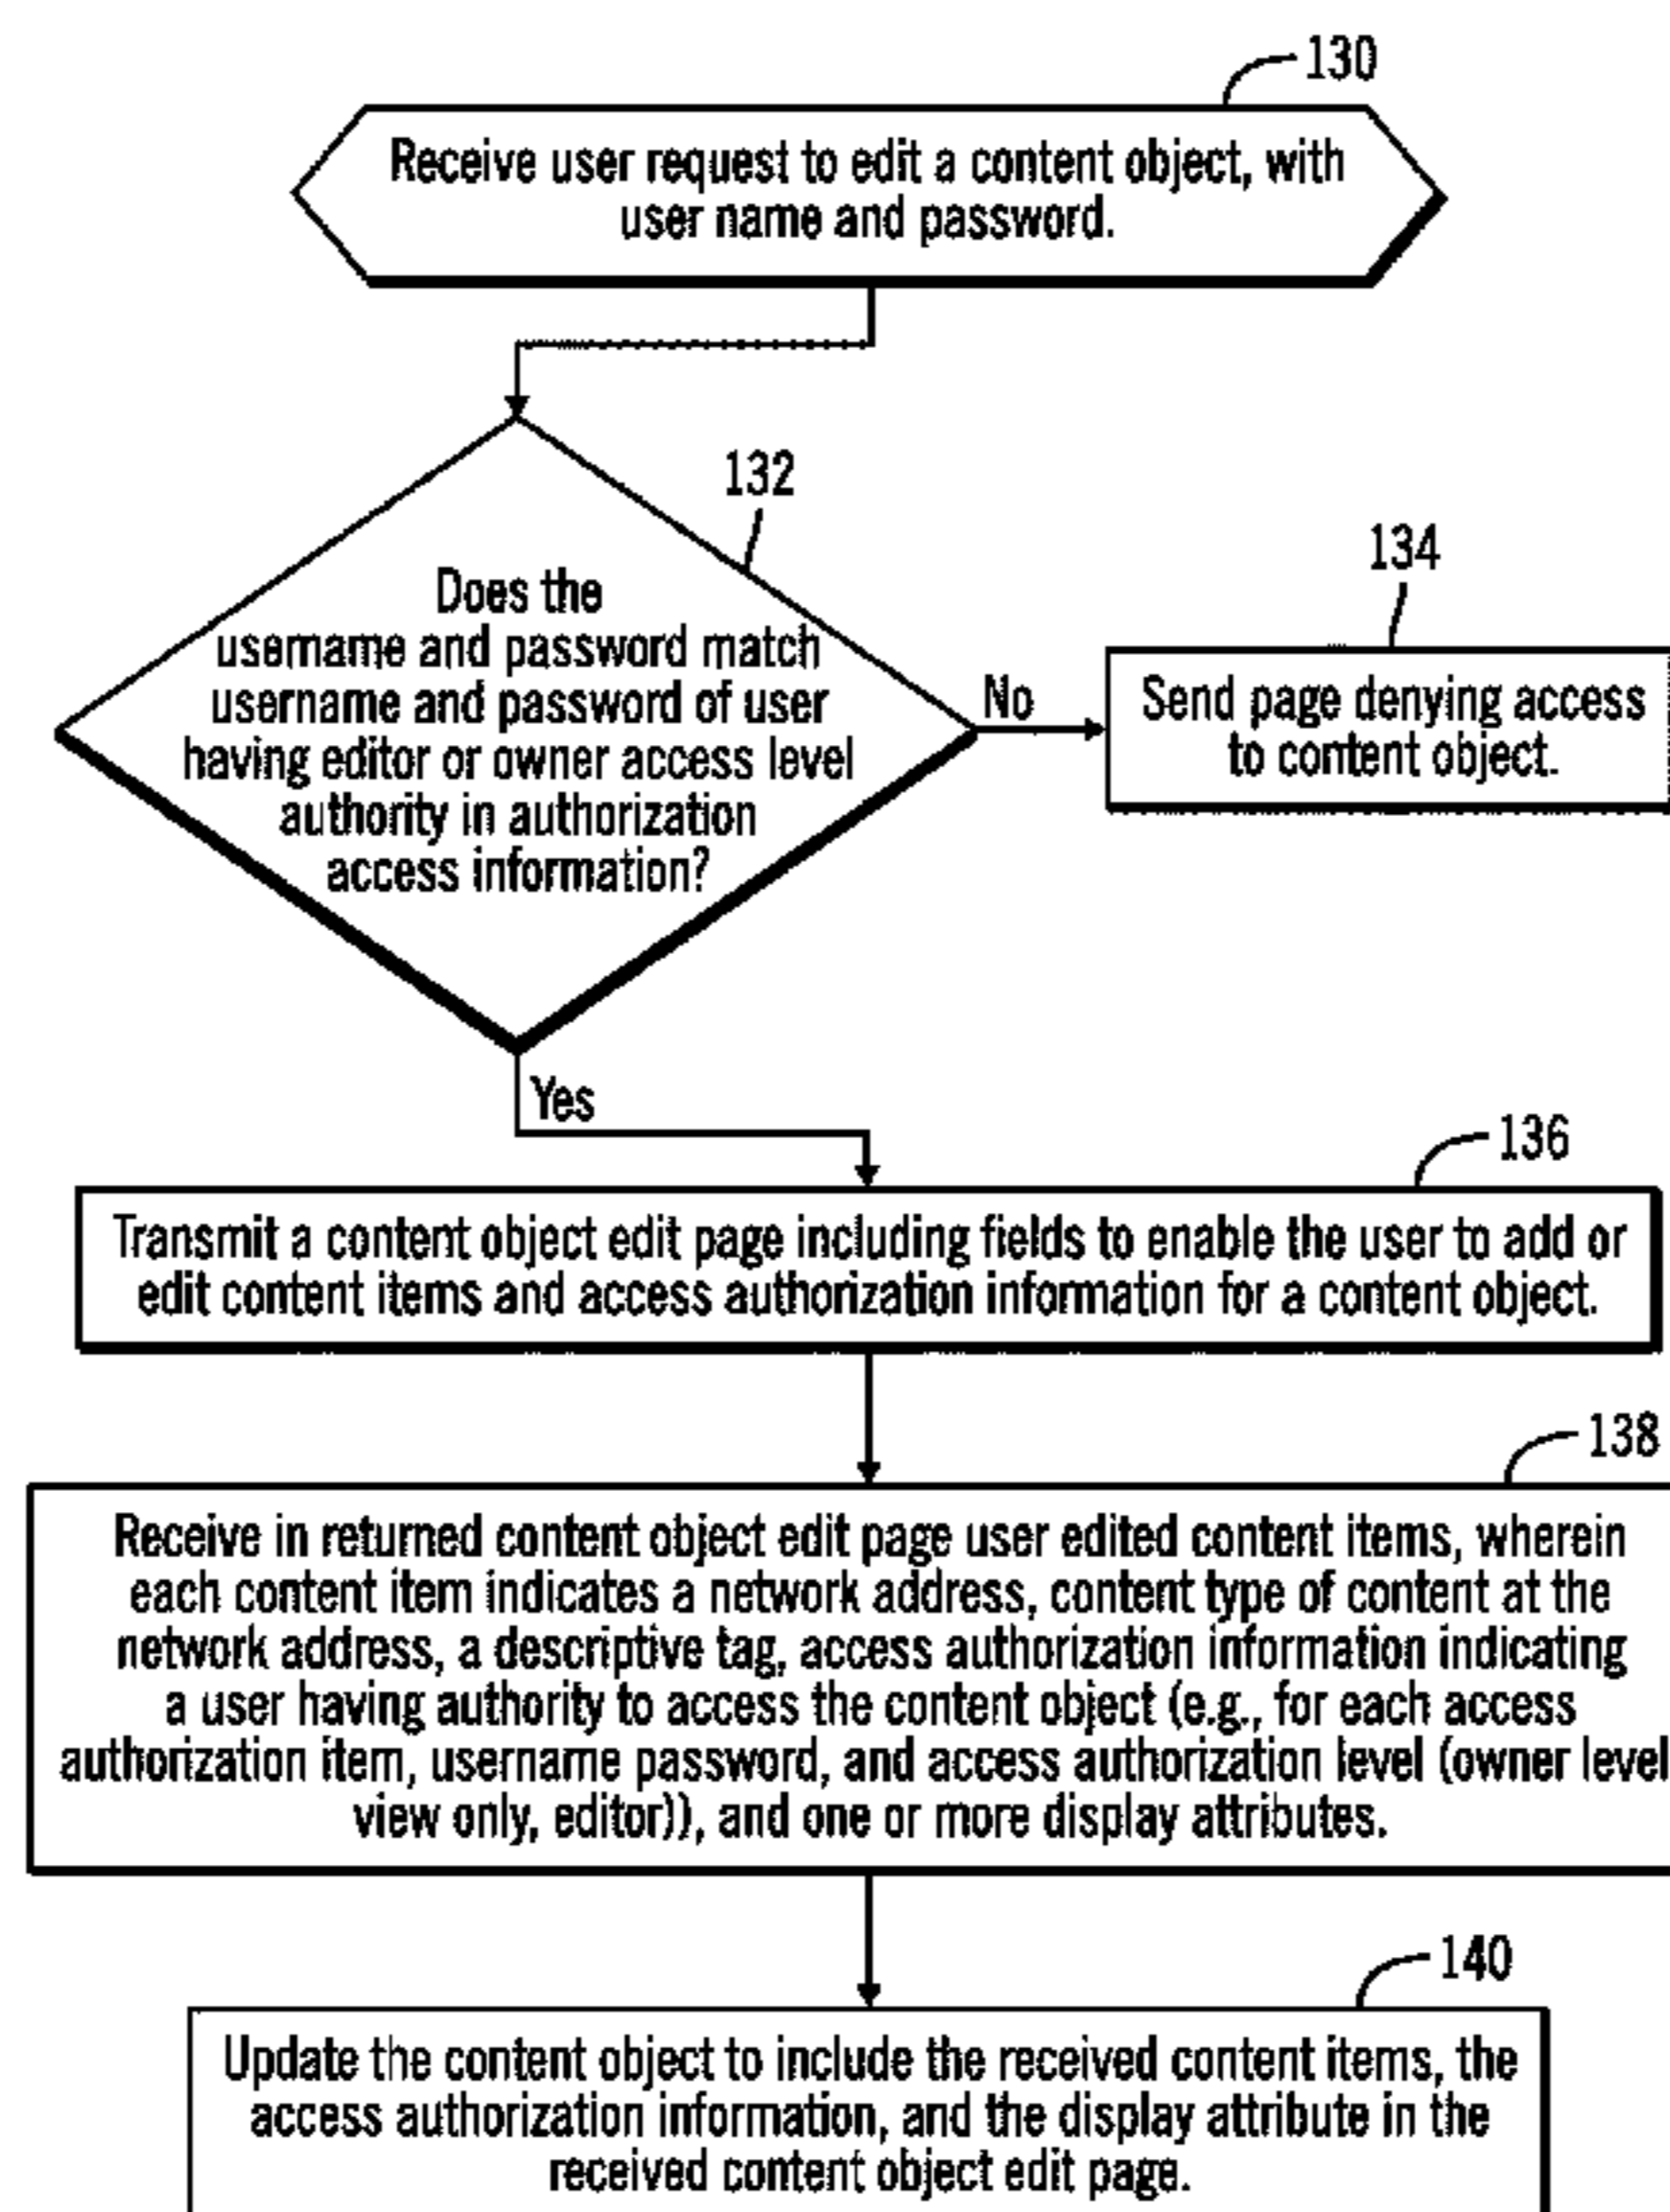 130
Receive user request to edit a content object, with
user name and password.
132
Does the
username and password match
username and password of user
having editor or owner access level
authority in authorization
access information?
No
134
Send page denying access
to content object.
Yes
136
Transmit a content object edit page including fields to enable the user to add or
edit content items and access authorization information for a content object.
138
Receive in returned content object edit page user edited content items, wherein
each content item indicates a network address, content type of content at the
network address, a descriptive tag, access authorization information indicating
a user having authority to access the content object (e.g., for each access
authorization item, username password, and access authorization level (owner level
view only, editor)), and one or more display attributes.
140
Update the content object to include the received content items, the
access authorization information, and the display attribute in the
received content object edit page.